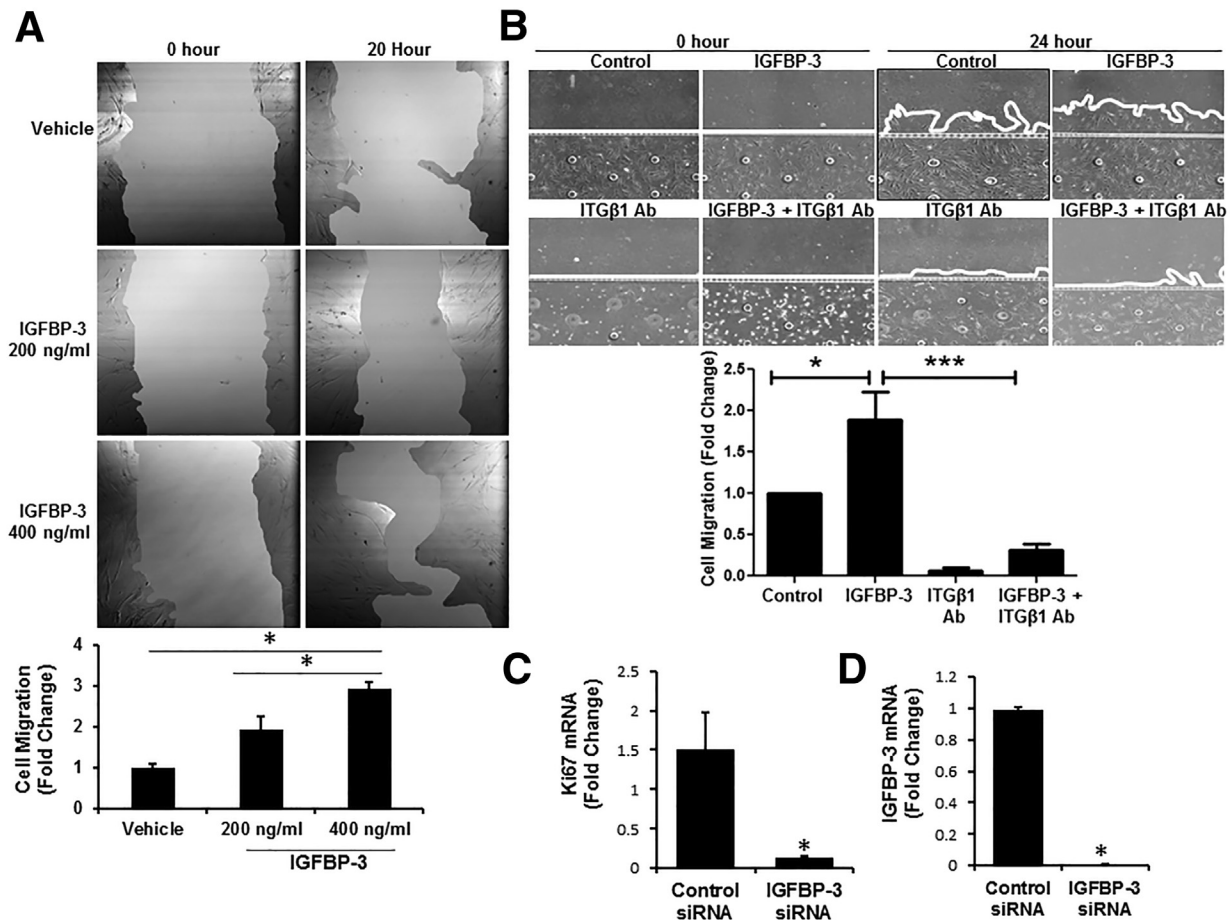 A
0 hour
20 Hour
Vehicle
IGFBP-3
200 ng/ml
IGFBP-3
400 ng/ml
Cell Migration
(Fold Change)
4
3
2
1
0
*
*
Vehicle
200 ng/ml
400 ng/ml
IGFBP-3
B
0 hour
24 hour
Control
IGFBP-3
Control
IGFBP-3
ITGβ1 Ab
IGFBP-3 + ITGβ1 Ab
ITGβ1 Ab
IGFBP-3 + ITGβ1 Ab
Cell Migration (Fold Change)
2.5
2.0
1.5
1.0
0.5
0.0
*
***
Control
IGFBP-3
ITGβ1
Ab
IGFBP-3 +
ITGβ1 Ab
C
Ki67 mRNA
(Fold Change)
2.5
2
1.5
1
0.5
0
*
Control
siRNA
IGFBP-3
siRNA
D
IGFBP-3 mRNA
(Fold Change)
1.2
1
0.8
0.6
0.4
0.2
0
*
Control
siRNA
IGFBP-3
siRNA